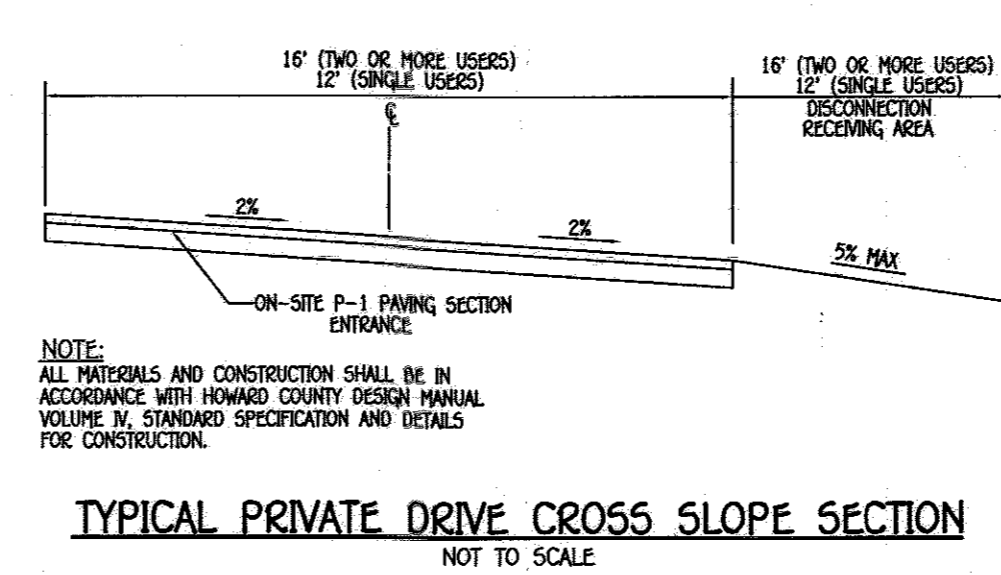 16' (TWO OR MORE USERS)
12' (SINGLE USERS)
16' (TWO OR MORE USERS)
12' (SINGLE USERS)
DISCONNECTION
RECEIVING AREA
℄
2%
2%
5% MAX
ON-SITE P-1 PAVING SECTION
ENTRANCE
NOTE:
ALL MATERIALS AND CONSTRUCTION SHALL BE IN
ACCORDANCE WITH HOWARD COUNTY DESIGN MANUAL
VOLUME IV, STANDARD SPECIFICATION AND DETAILS
FOR CONSTRUCTION.
TYPICAL PRIVATE DRIVE CROSS SLOPE SECTION
NOT TO SCALE